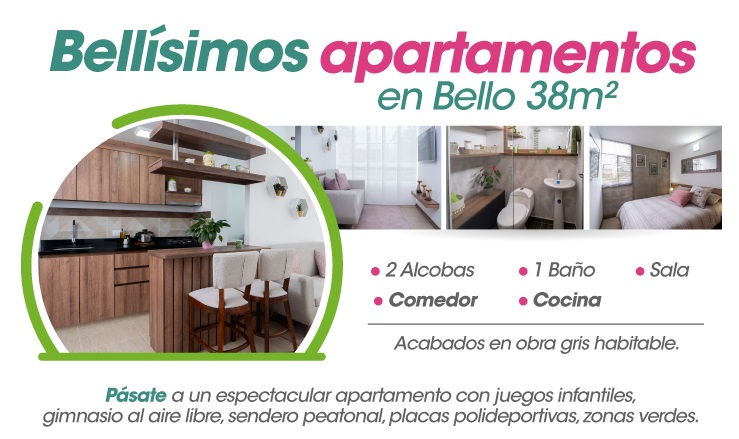 Bellísimos apartamentos
en Bello 38m²
• 2 Alcobas • 1 Baño • Sala
• Comedor • Cocina
Acabados en obra gris habitable.
Pásate a un espectacular apartamento con juegos infantiles,
gimnasio al aire libre, sendero peatonal, placas polideportivas, zonas verdes.